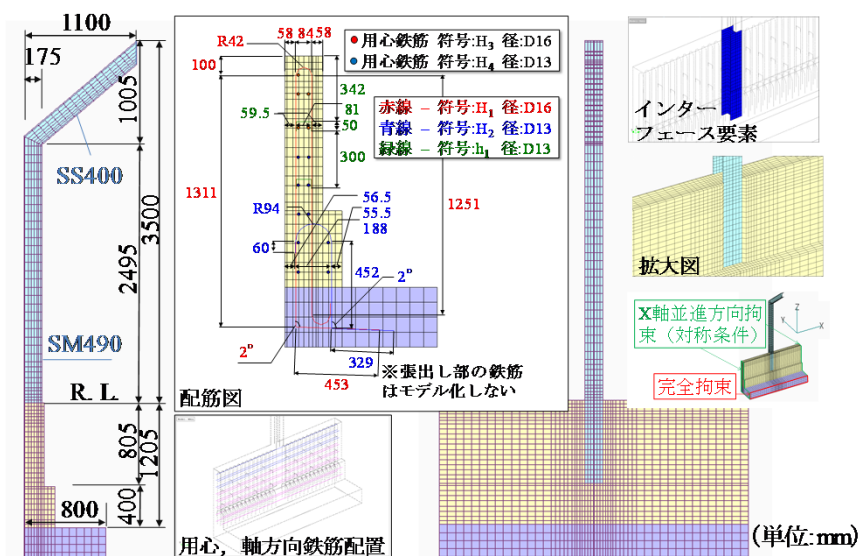 1100
175
1005
SS400
3500
2495
SM490
R. L.
805
1205
400
800
58 84 58
R42
100
342
81
59.5
50
300
1311
56.5
R94
55.5
188
1251
60
452
2°
2°
329
453
※張出し部の鉄筋
はモデル化しない
配筋図
● 用心鉄筋 符号:H₃ 径:D16
● 用心鉄筋 符号:H₄ 径:D13
赤線 − 符号:H₁ 径:D16
青線 − 符号:H₂ 径:D13
緑線 − 符号:h₁ 径:D13
用心，軸方向鉄筋配置
インター
フェース要素
拡大図
X軸並進方向拘
束（対称条件）
Z
Y
X
完全拘束
(単位:mm)